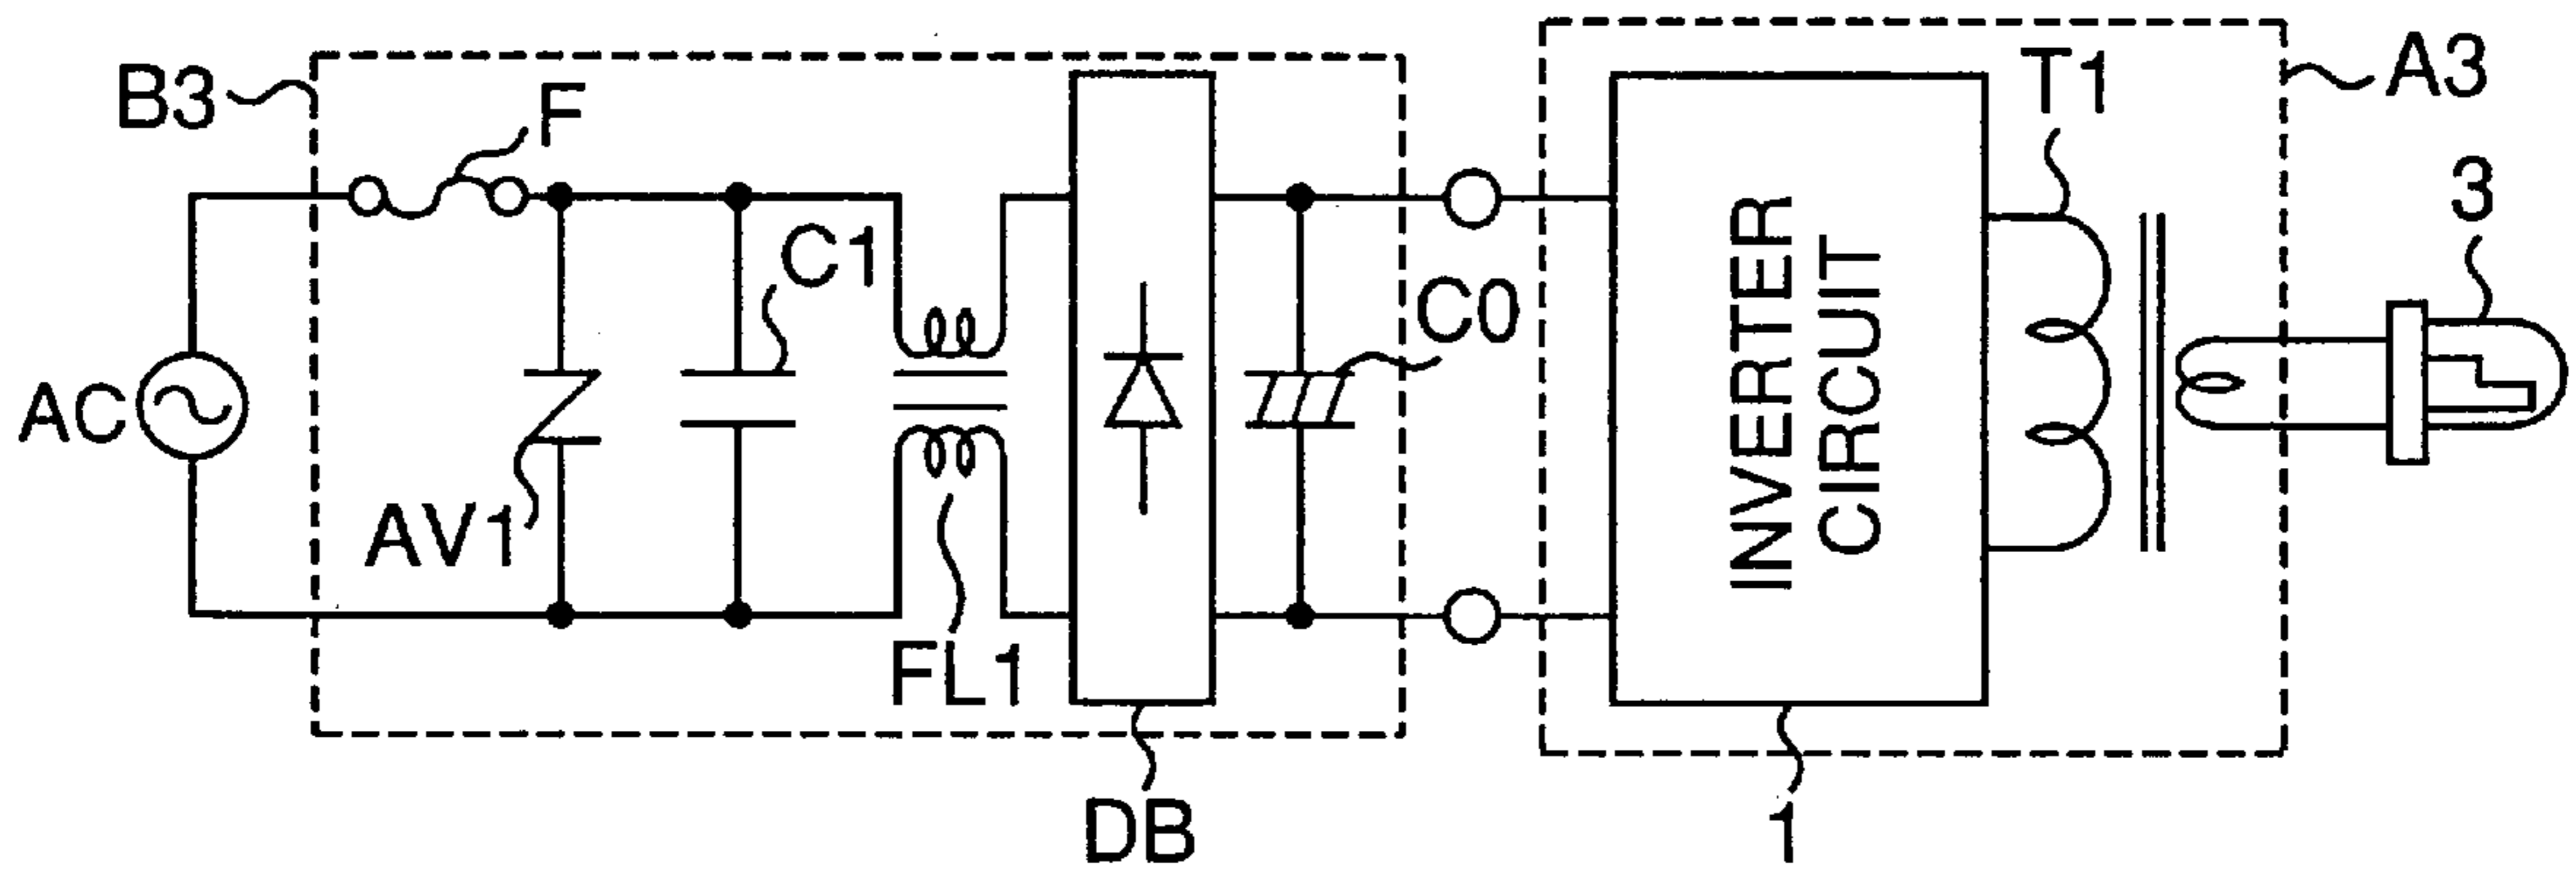 B3
F
T1
A3
3
C1
C0
INVERTER
CIRCUIT
AC
AV1
FL1
DB
1